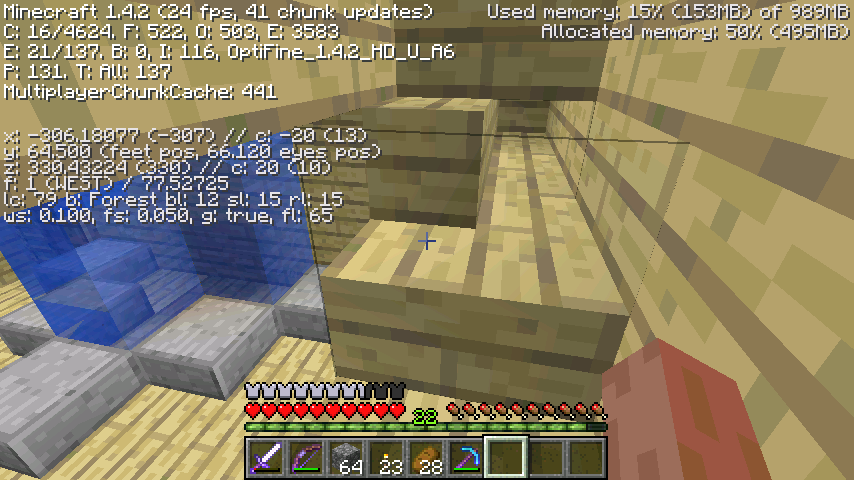 Minecraft 1.4.2 (24 fps, 41 chunk updates)
Used memory: 15% (153MB) of 989MB
C: 16/4624, F: 522, O: 503, E: 3583
Allocated memory: 50% (495MB)
E: 21/137, B: 0, I: 116, OptiFine_1.4.2_HD_U_A6
P: 131, T: All: 137
MultiplayerChunkCache: 441
x: -306.18077 (-307) // c: -20 (13)
y: 64.500 (feet pos, 66.120 eyes pos)
z: 330.43224 (330) // c: 20 (10)
f: 1 (WEST) / 77.52725
lc: 79 b: Forest bl: 12 sl: 15 rl: 15
ws: 0.100, fs: 0.050, g: true, fl: 65
28
64
23
28